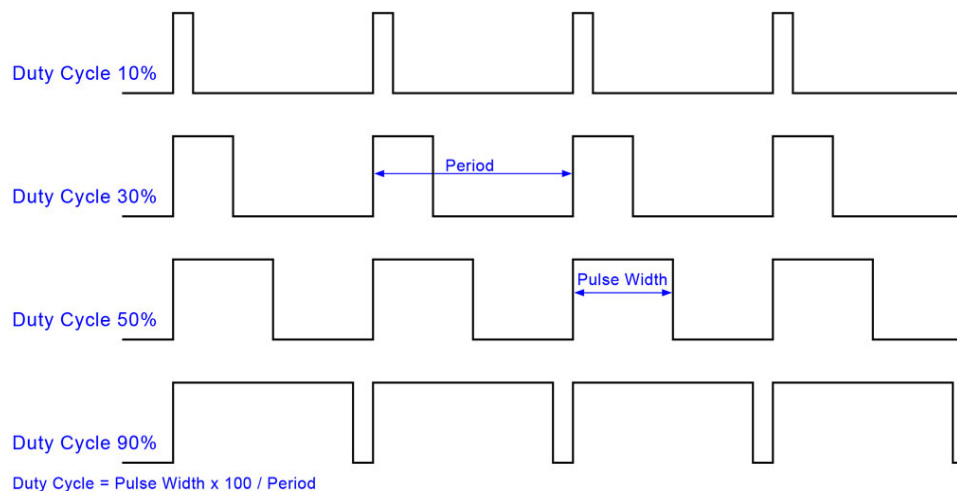 Duty Cycle 10%
Period
Duty Cycle 30%
Pulse Width
Duty Cycle 50%
Duty Cycle 90%
Duty Cycle = Pulse Width x 100 / Period